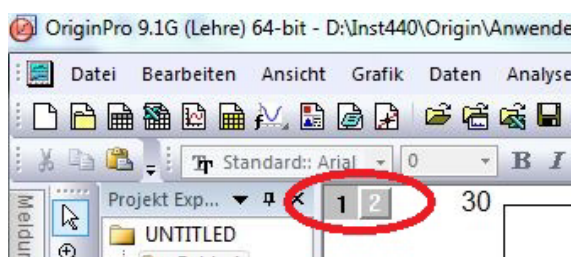 OriginPro 9.1G (Lehre) 64-bit - D:\Inst440\Origin\Anwende
Datei Bearbeiten Ansicht Grafik Daten Analyse
Standard:: Arial 0 B I
Projekt Exp... 1 2 30
UNTITLED
Meldun